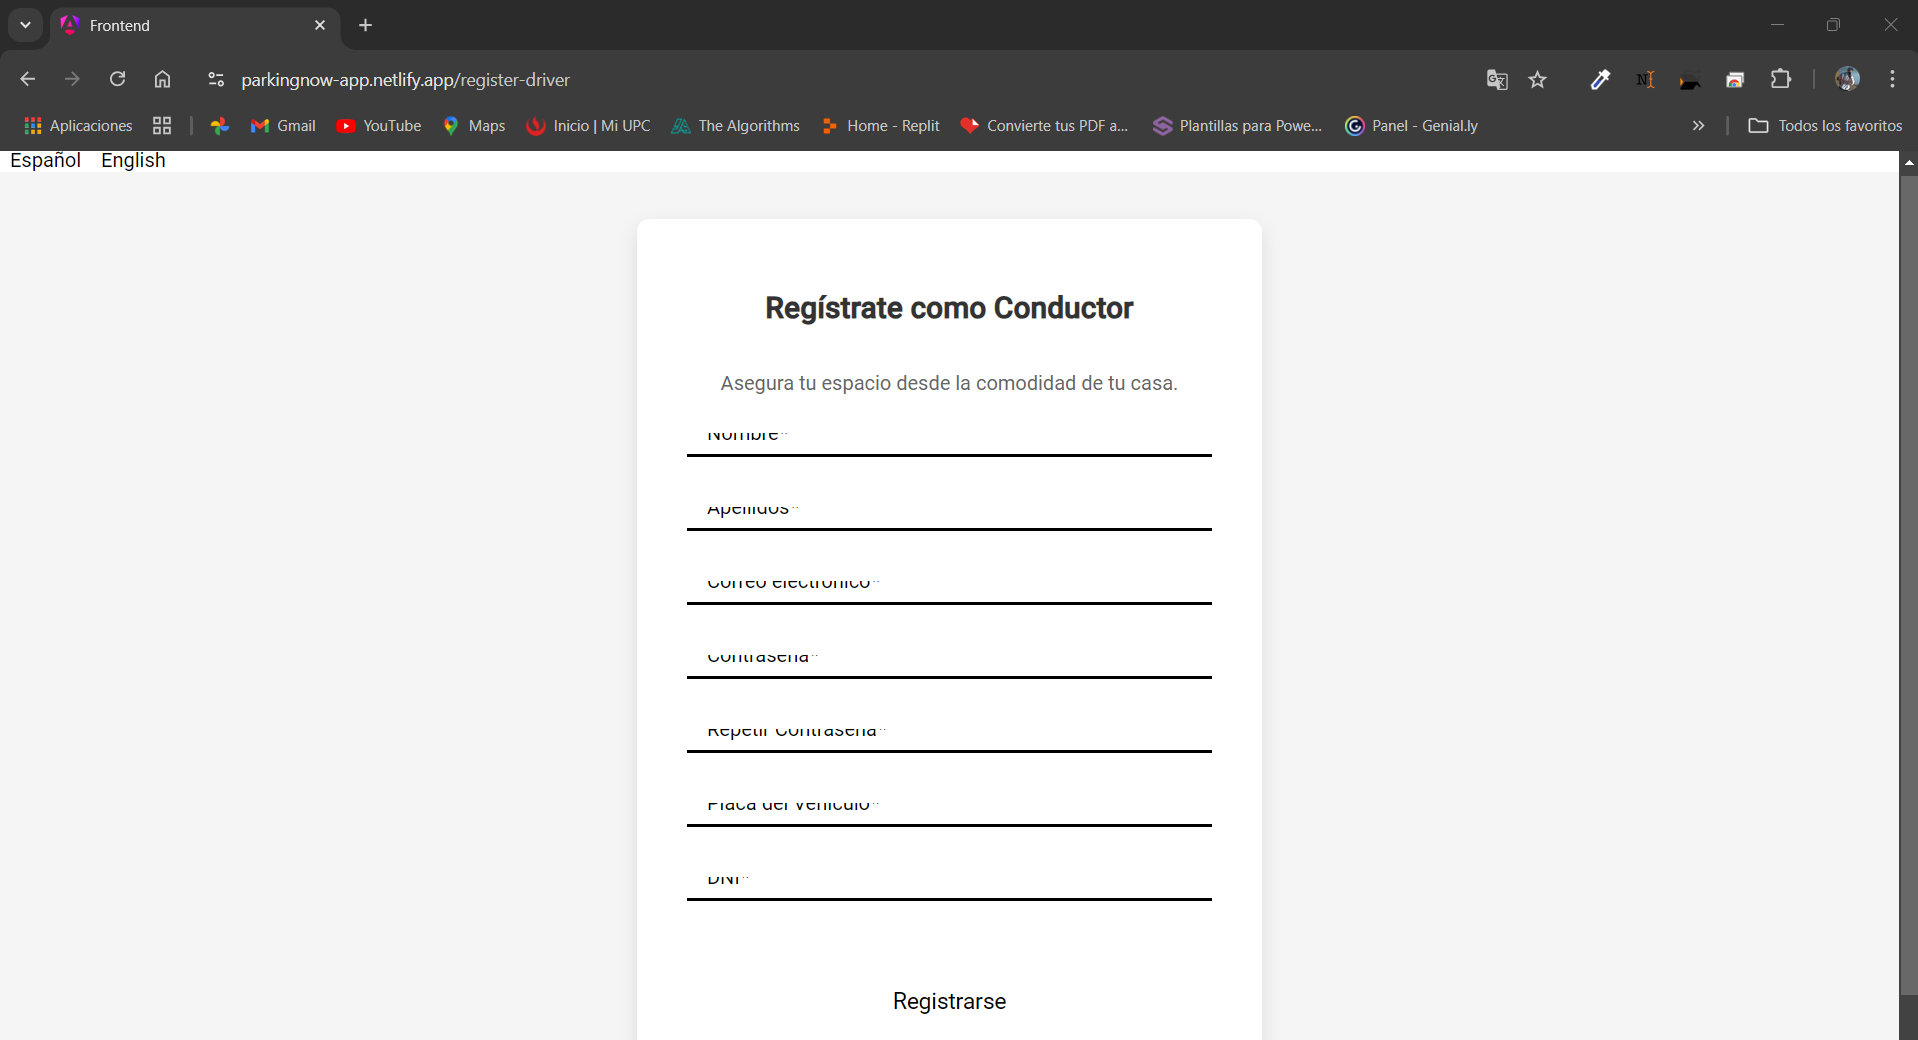 Frontend
parkingnow-app.netlify.app/register-driver
Aplicaciones Gmail YouTube Maps Inicio | Mi UPC The Algorithms Home - Replit Convierte tus PDF a... Plantillas para Powe... Panel - Genial.ly » Todos los favoritos
Español English
Regístrate como Conductor
Asegura tu espacio desde la comodidad de tu casa.
Nombre*
Apellidos*
Correo electrónico*
Contraseña*
Repetir Contraseña*
Placa del Vehículo*
DNI*
Registrarse